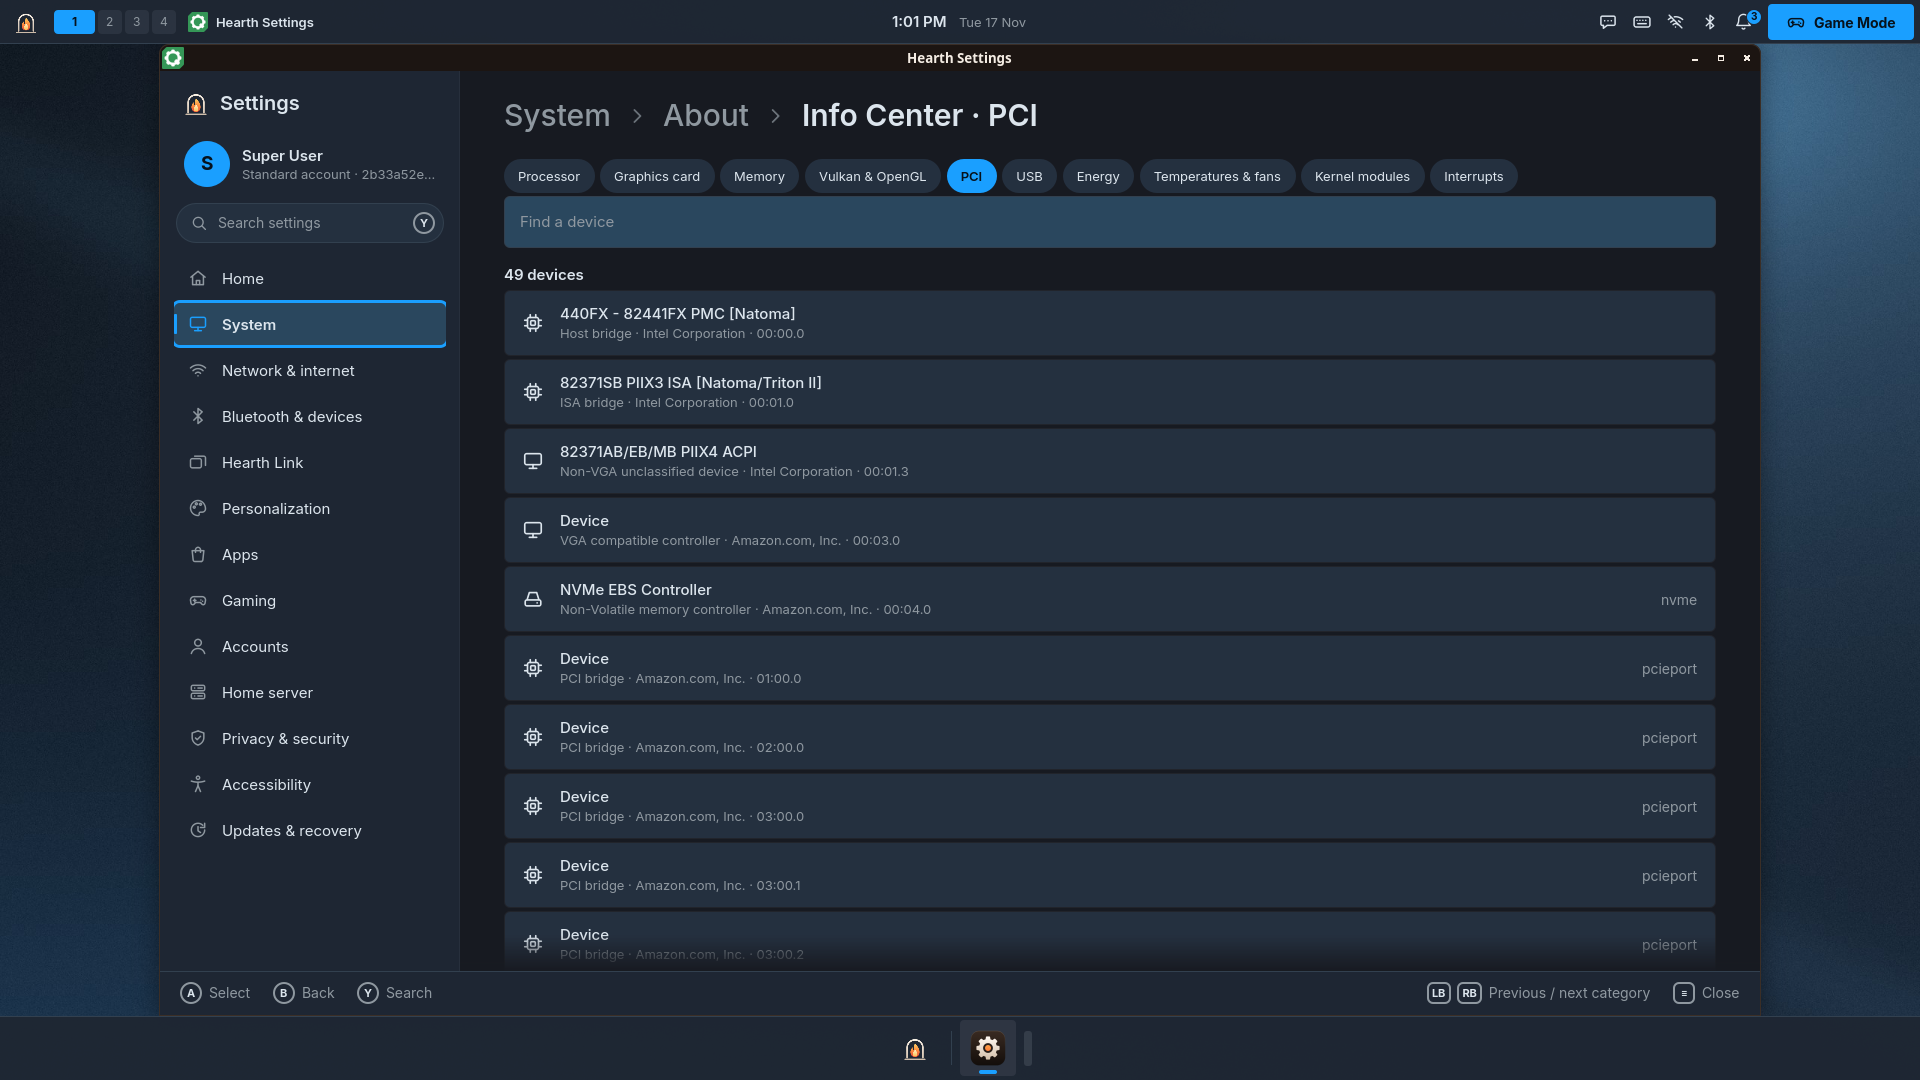 1 2 3 4 Hearth Settings 1:01 PM Tue 17 Nov 3 Game Mode
Hearth Settings
Settings
S Super User
Standard account · 2b33a52e...
Search settings Y
Home
System
Network & internet
Bluetooth & devices
Hearth Link
Personalization
Apps
Gaming
Accounts
Home server
Privacy & security
Accessibility
Updates & recovery
System > About > Info Center · PCI
Processor Graphics card Memory Vulkan & OpenGL PCI USB Energy Temperatures & fans Kernel modules Interrupts
Find a device
49 devices
440FX - 82441FX PMC [Natoma]
Host bridge · Intel Corporation · 00:00.0
82371SB PIIX3 ISA [Natoma/Triton II]
ISA bridge · Intel Corporation · 00:01.0
82371AB/EB/MB PIIX4 ACPI
Non-VGA unclassified device · Intel Corporation · 00:01.3
Device
VGA compatible controller · Amazon.com, Inc. · 00:03.0
NVMe EBS Controller
Non-Volatile memory controller · Amazon.com, Inc. · 00:04.0
nvme
Device
PCI bridge · Amazon.com, Inc. · 01:00.0
pcieport
Device
PCI bridge · Amazon.com, Inc. · 02:00.0
pcieport
Device
PCI bridge · Amazon.com, Inc. · 03:00.0
pcieport
Device
PCI bridge · Amazon.com, Inc. · 03:00.1
pcieport
Device
PCI bridge · Amazon.com, Inc. · 03:00.2
pcieport
A Select B Back Y Search LB RB Previous / next category Close